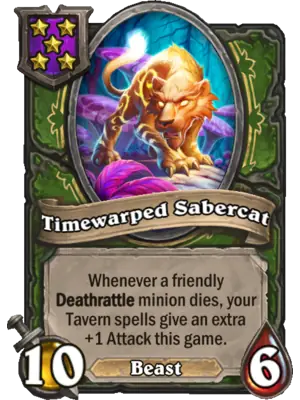 Timewarped Sabercat
Whenever a friendly
Deathrattle minion dies, your
Tavern spells give an extra
+1 Attack this game.
10
Beast
6